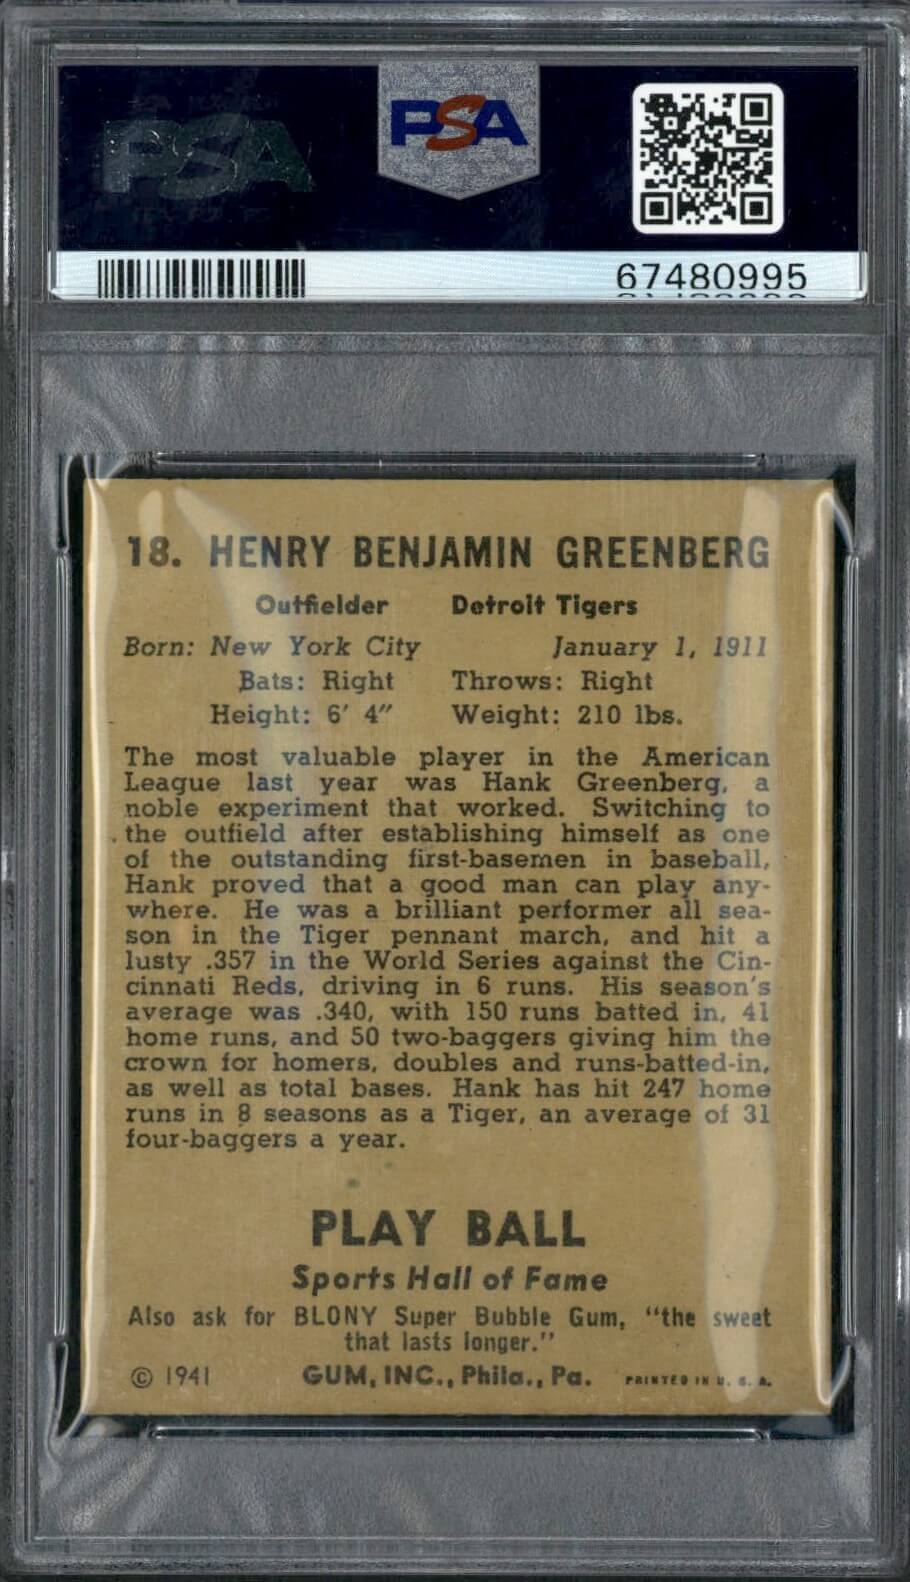 PSA
PSA
67480995
18. HENRY BENJAMIN GREENBERG
Outfielder Detroit Tigers
Born: New York City January 1, 1911
Bats: Right Throws: Right
Height: 6' 4" Weight: 210 lbs.
The most valuable player in the American
League last year was Hank Greenberg, a
noble experiment that worked. Switching to
the outfield after establishing himself as one
of the outstanding first-basemen in baseball,
Hank proved that a good man can play any-
where. He was a brilliant performer all sea-
son in the Tiger pennant march, and hit a
lusty .357 in the World Series against the Cin-
cinnati Reds, driving in 6 runs. His season's
average was .340, with 150 runs batted in, 41
home runs, and 50 two-baggers giving him the
crown for homers, doubles and runs-batted-in,
as well as total bases. Hank has hit 247 home
runs in 8 seasons as a Tiger, an average of 31
four-baggers a year.
PLAY BALL
Sports Hall of Fame
Also ask for BLONY Super Bubble Gum, "the sweet
that lasts longer."
© 1941 GUM, INC., Phila., Pa. PRINTED IN U. S. A.